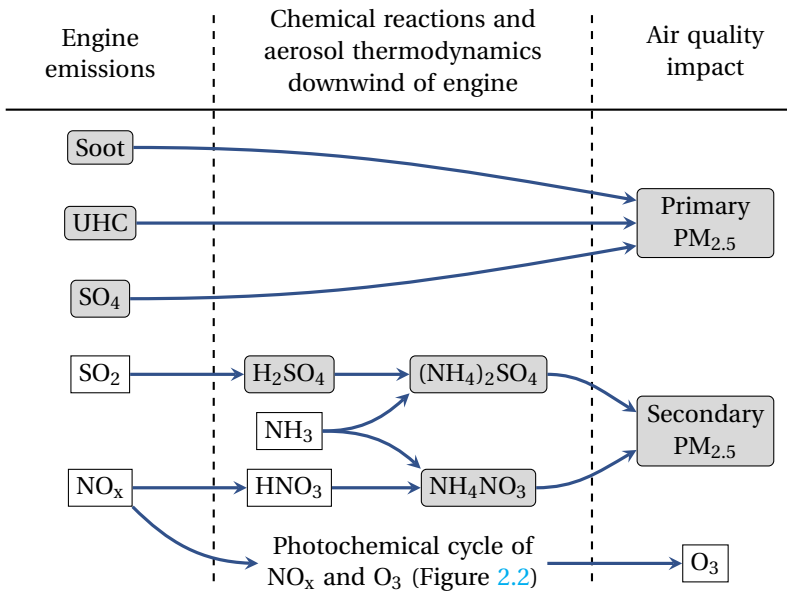 Engine
emissions
Chemical reactions and
aerosol thermodynamics
downwind of engine
Air quality
impact
Soot
UHC
SO₄
Primary
PM₂.₅
SO₂
H₂SO₄
(NH₄)₂SO₄
NH₃
Secondary
PM₂.₅
NOₓ
HNO₃
NH₄NO₃
Photochemical cycle of
NOₓ and O₃ (Figure 2.2)
O₃